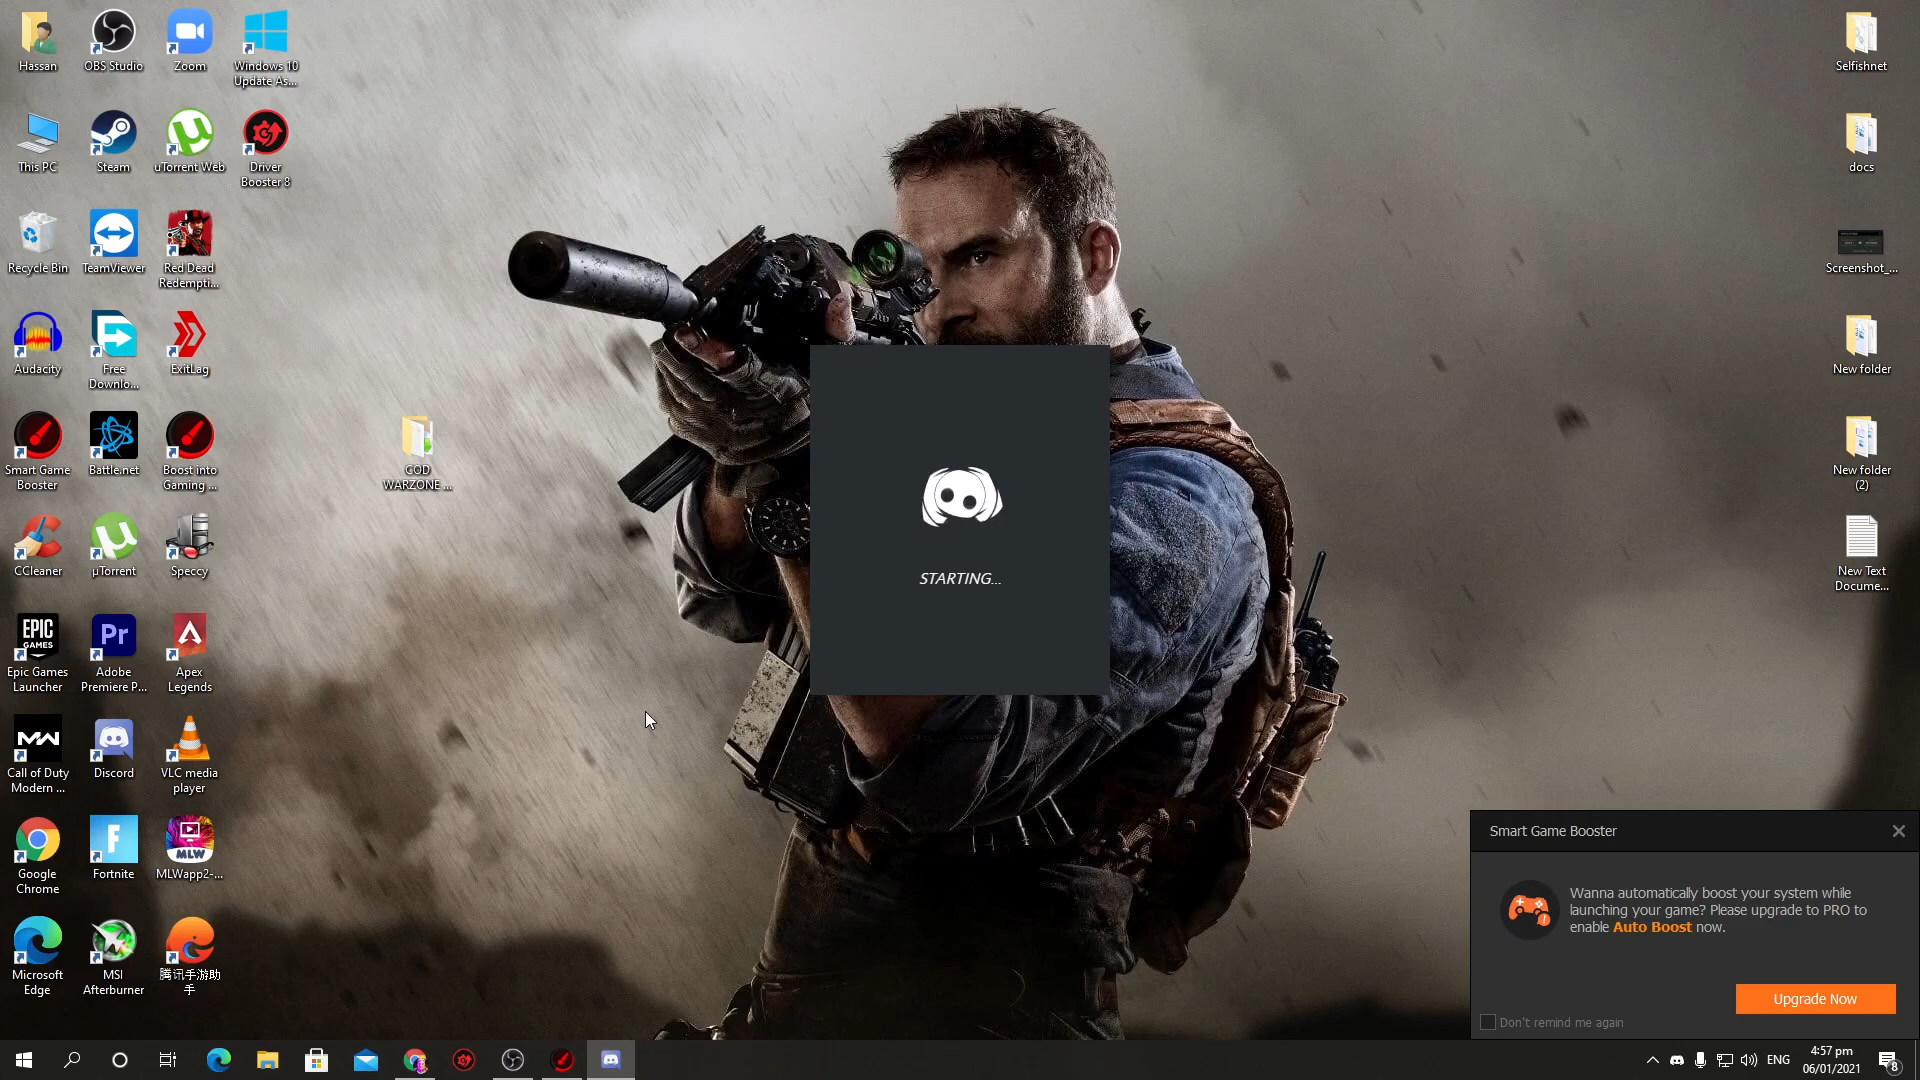 Hassan
OBS Studio
Zoom
Windows 10
Update As...
Selfishnet
This PC
Steam
uTorrent Web
Driver
Booster 8
docs
Recycle Bin
TeamViewer
Red Dead
Redempti...
Screenshot_...
Audacity
Free
Downlo...
ExitLag
New folder
Smart Game
Booster
Battle.net
Boost into
Gaming ...
COD
WARZONE ...
New folder
(2)
CCleaner
µTorrent
Speccy
New Text
Docume...
STARTING...
EPIC
GAMES
Pr
Epic Games
Launcher
Adobe
Premiere P...
Apex
Legends
MW
Call of Duty
Modern ...
Discord
VLC media
player
F
MLW
Google
Chrome
Fortnite
MLWapp2-...
Microsoft
Edge
MSI
Afterburner
腾讯手游助
手
Smart Game Booster
Wanna automatically boost your system while
launching your game? Please upgrade to PRO to
enable Auto Boost now.
Upgrade Now
Don't remind me again
ENG
4:57 pm
06/01/2021
8